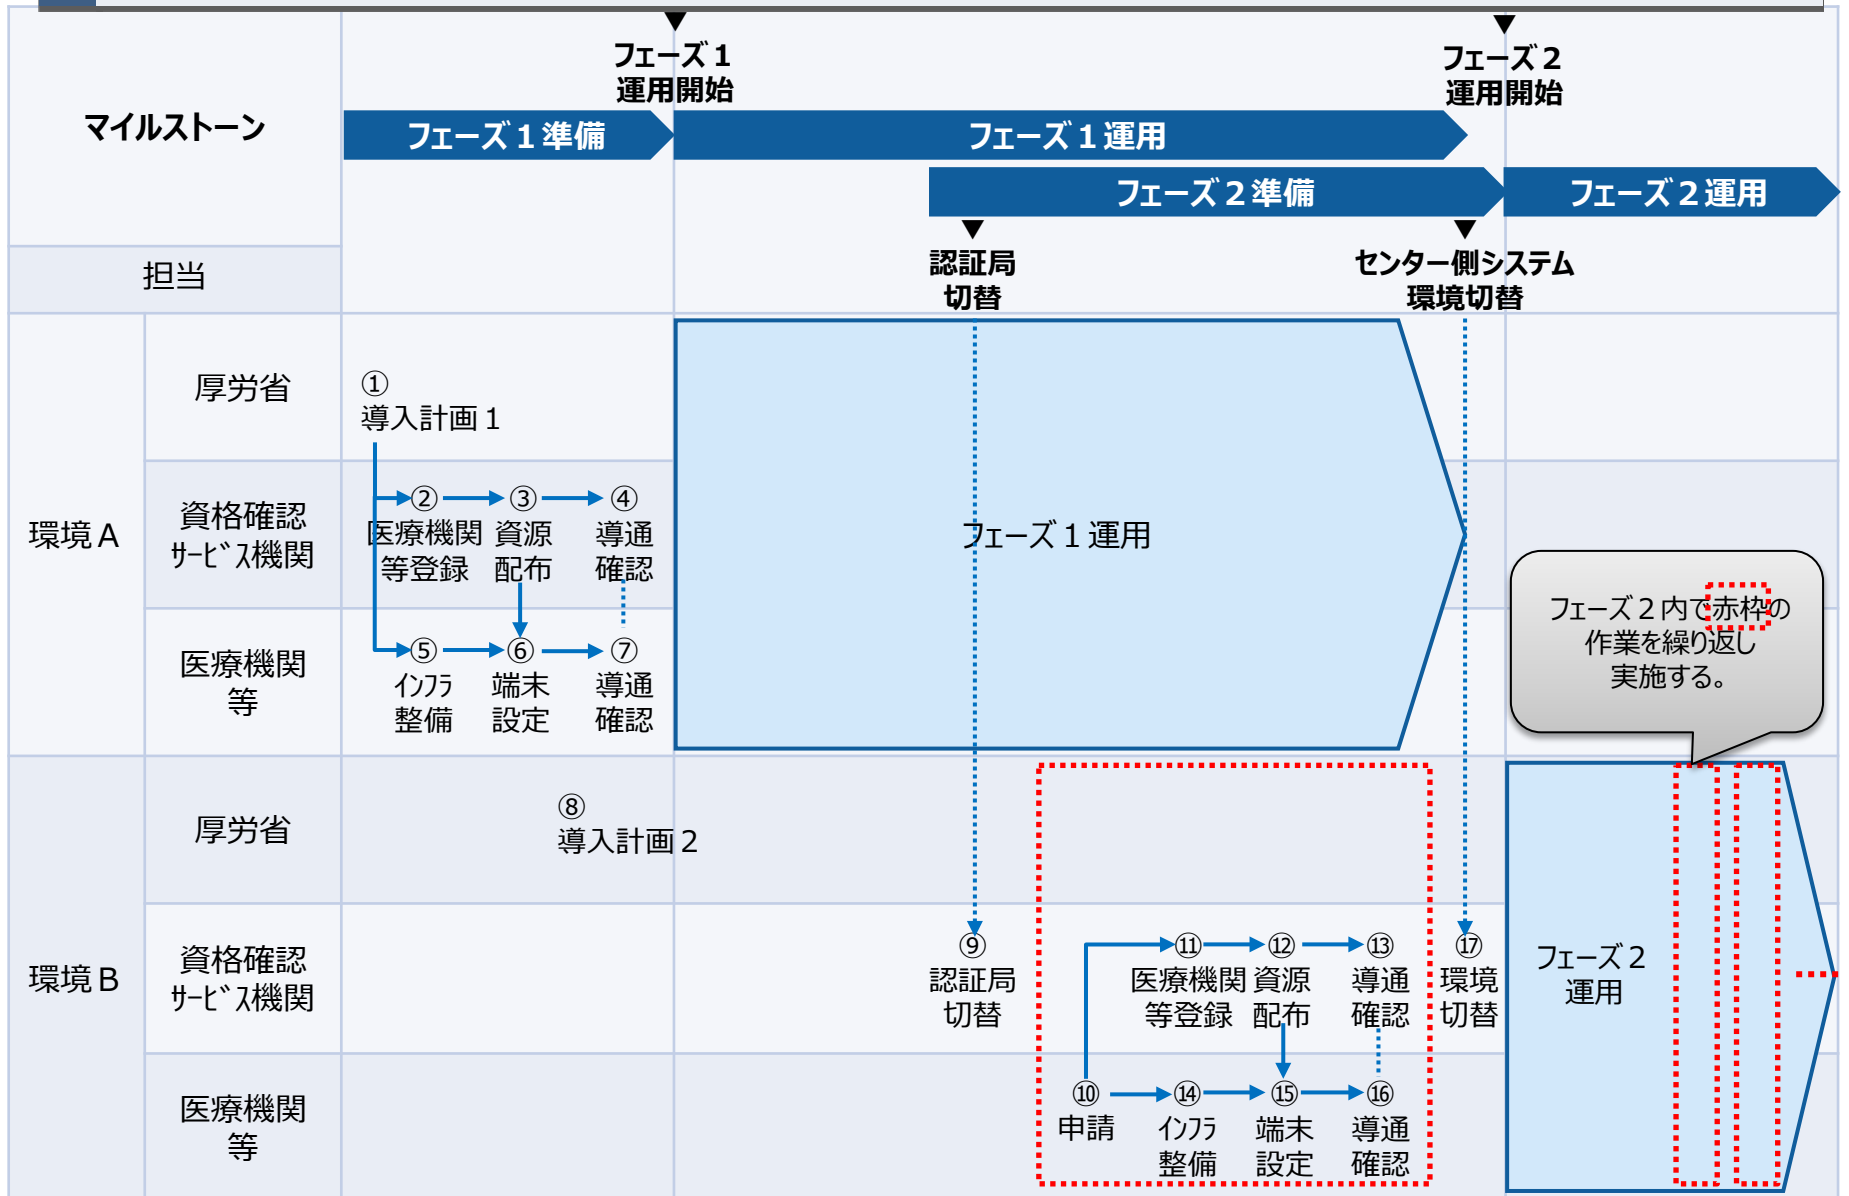 フェーズ１
運用開始
フェーズ２
運用開始
マイルストーン
フェーズ１準備
フェーズ１運用
フェーズ２準備
フェーズ２運用
担当
認証局
切替
センター側システム
環境切替
環境Ａ
厚労省
①
導入計画１
資格確認
ｻｰﾋﾞｽ機関
②
医療機関
等登録
③
資源
配布
④
導通
確認
医療機関
等
⑤
ｲﾝﾌﾗ
整備
⑥
端末
設定
⑦
導通
確認
フェーズ１運用
フェーズ２内で赤枠の
作業を繰り返し
実施する。
環境Ｂ
厚労省
⑧
導入計画２
資格確認
ｻｰﾋﾞｽ機関
⑨
認証局
切替
⑪
医療機関
等登録
⑫
資源
配布
⑬
導通
確認
⑰
環境
切替
フェーズ２
運用
医療機関
等
⑩
申請
⑭
ｲﾝﾌﾗ
整備
⑮
端末
設定
⑯
導通
確認